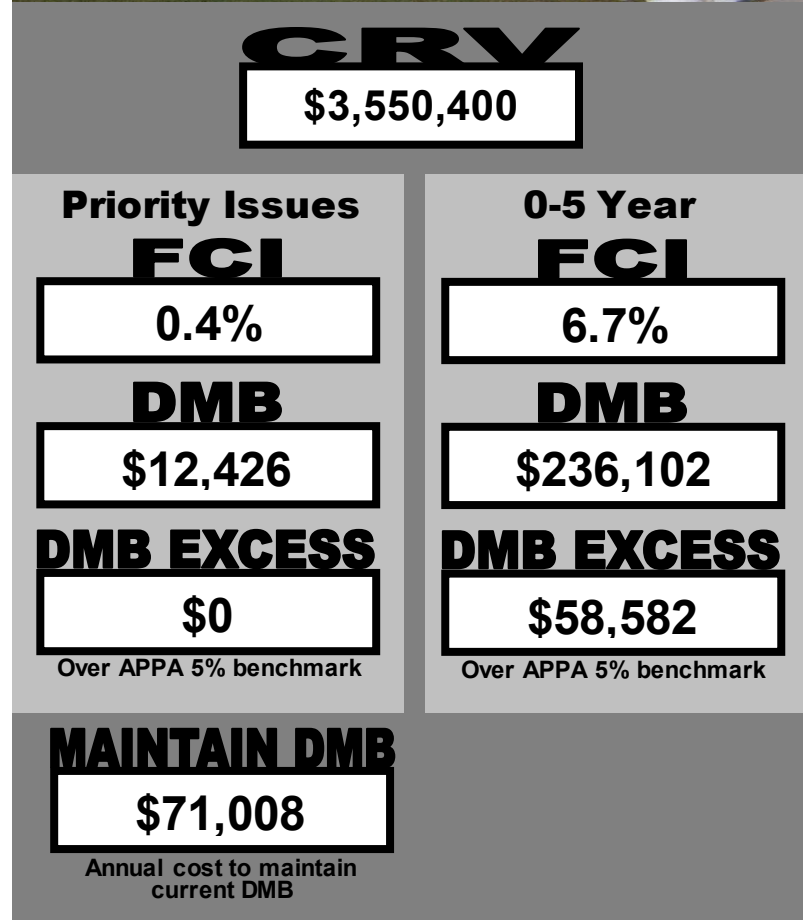 CRV
$3,550,400
Priority Issues
FCI
0.4%
DMB
$12,426
DMB EXCESS
$0
Over APPA 5% benchmark
0-5 Year
FCI
6.7%
DMB
$236,102
DMB EXCESS
$58,582
Over APPA 5% benchmark
MAINTAIN DMB
$71,008
Annual cost to maintain
current DMB